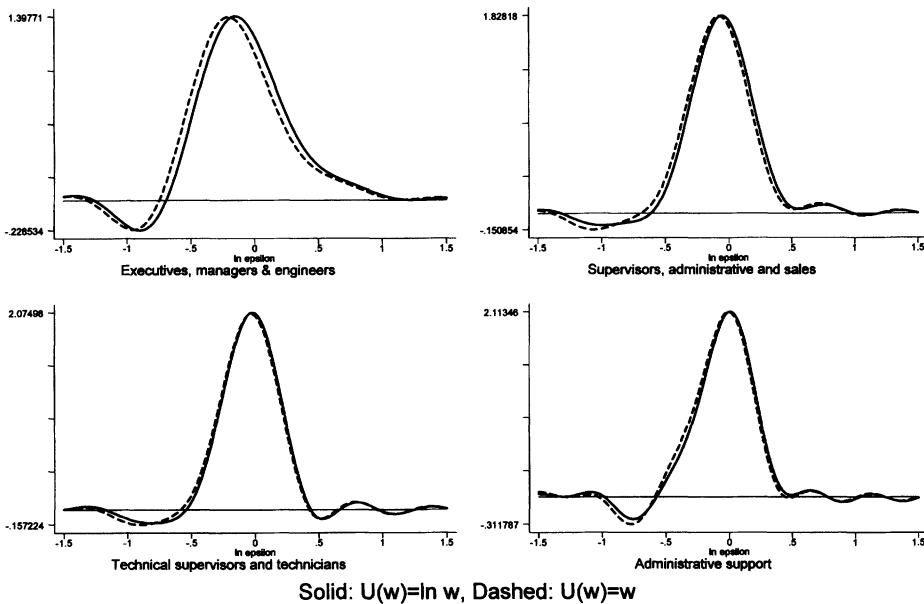 1.39771
-.228534
-1.5 -1 -.5 0 .5 1 1.5
ln epsilon
Executives, managers & engineers
1.82818
-.150854
-1.5 -1 -.5 0 .5 1 1.5
ln epsilon
Supervisors, administrative and sales
2.07498
-.157224
-1.5 -1 -.5 0 .5 1 1.5
ln epsilon
Technical supervisors and technicians
2.11346
-.311787
-1.5 -1 -.5 0 .5 1 1.5
ln epsilon
Administrative support
Solid: U(w)=ln w, Dashed: U(w)=w